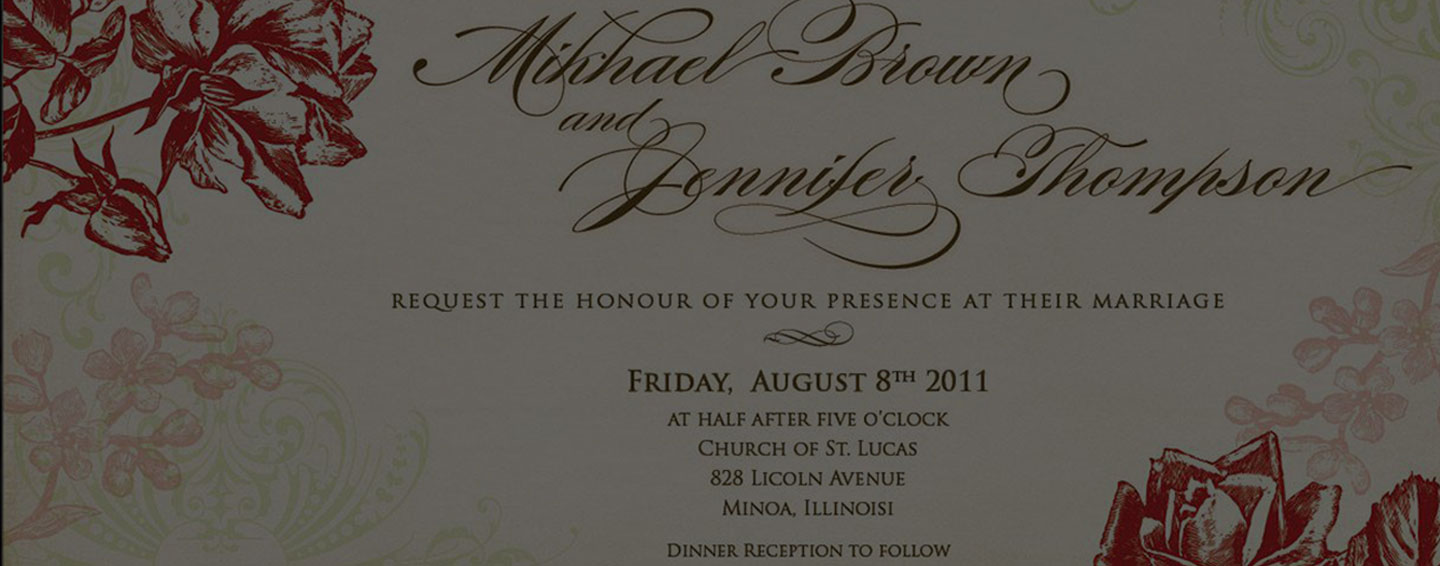 Mikhael Brown
and
Jennifer Thompson
REQUEST THE HONOUR OF YOUR PRESENCE AT THEIR MARRIAGE
FRIDAY, AUGUST 8TH 2011
AT HALF AFTER FIVE O'CLOCK
CHURCH OF ST. LUCAS
828 LICOLN AVENUE
MINOA, ILLINOISI
DINNER RECEPTION TO FOLLOW